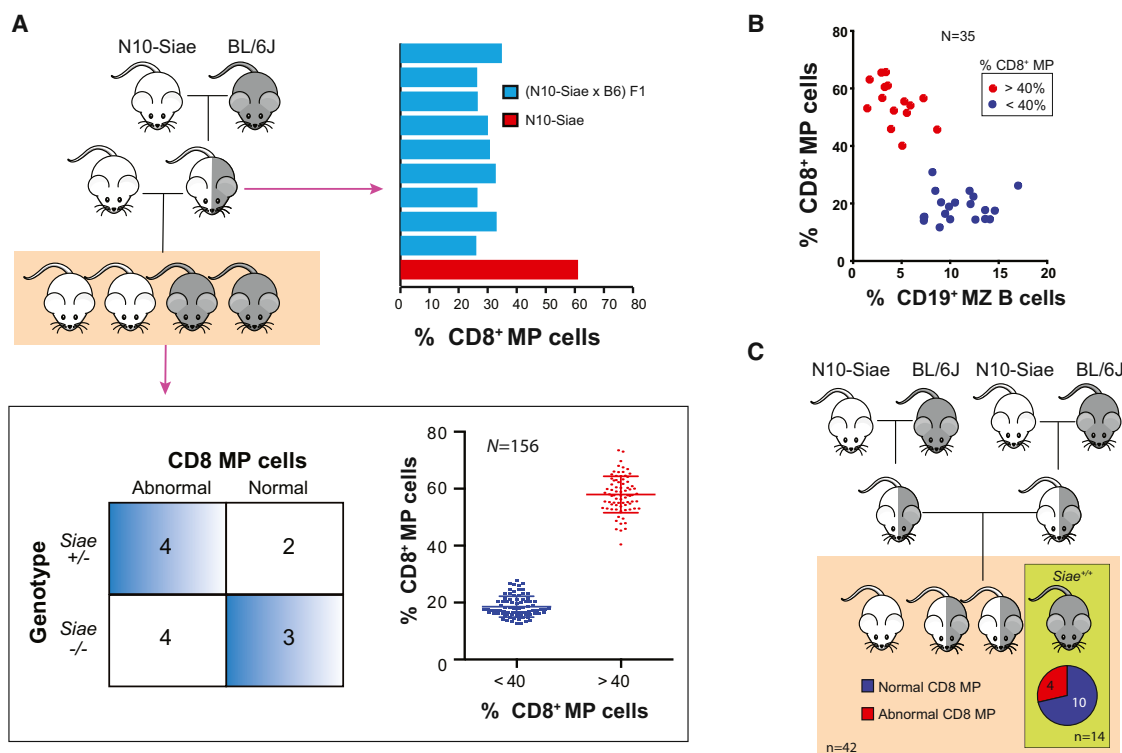 A
N10-Siae BL/6J
(N10-Siae x B6) F1
N10-Siae
0 10 20 30 40 50 60 70 80
% CD8+ MP cells
CD8 MP cells
Abnormal Normal
Genotype
Siae +/-
4 2
Siae -/-
4 3
N=156
% CD8+ MP cells
80
60
40
20
0
< 40 > 40
% CD8+ MP cells
B
N=35
% CD8+ MP
> 40%
< 40%
% CD8+ MP cells
80
60
40
20
0
0 5 10 15 20
% CD19+ MZ B cells
C
N10-Siae BL/6J N10-Siae BL/6J
Siae+/+
Normal CD8 MP
Abnormal CD8 MP
4
10
n=42
n=14